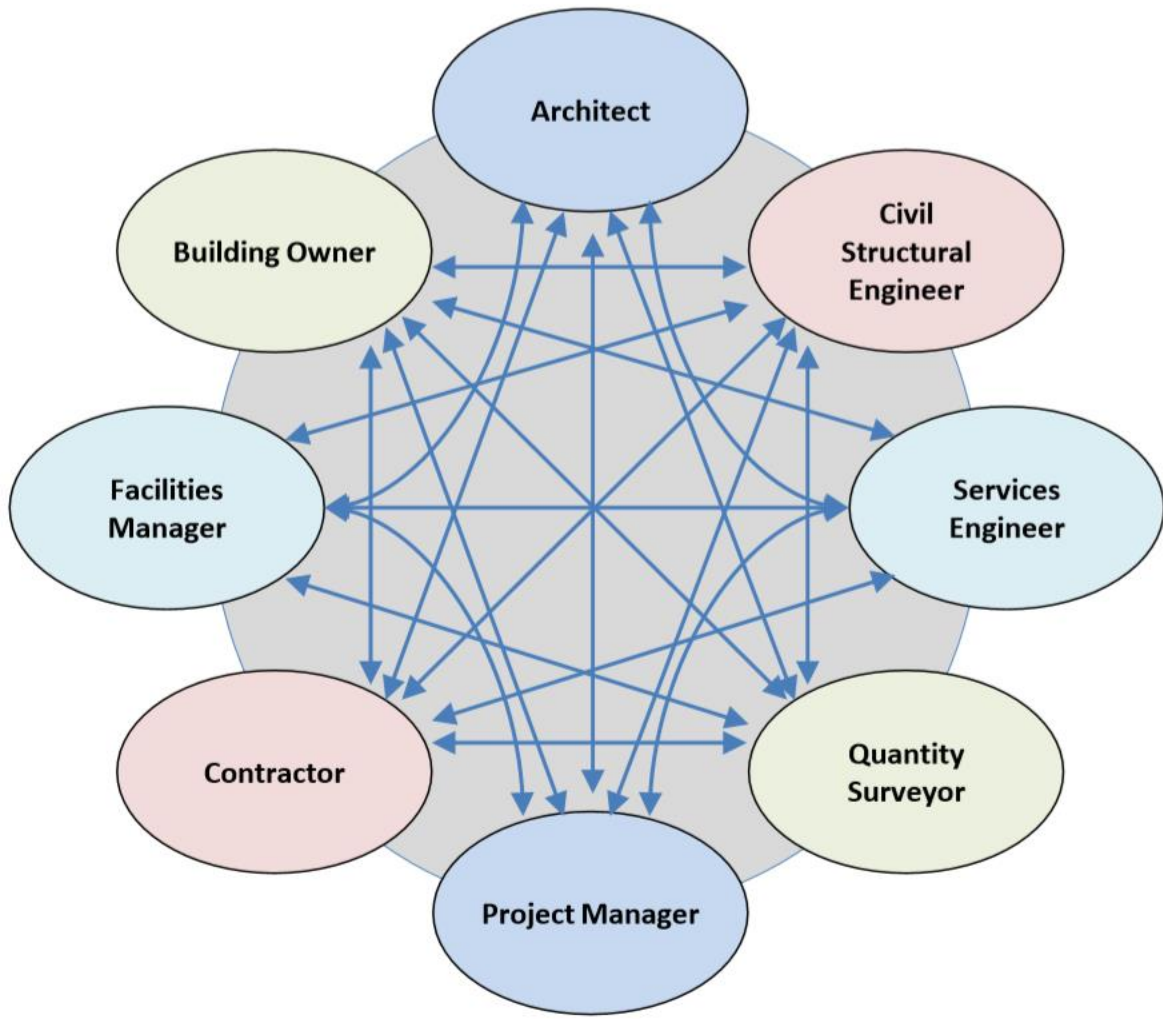 Architect
Building Owner
Civil
Structural
Engineer
Facilities
Manager
Services
Engineer
Contractor
Quantity
Surveyor
Project Manager